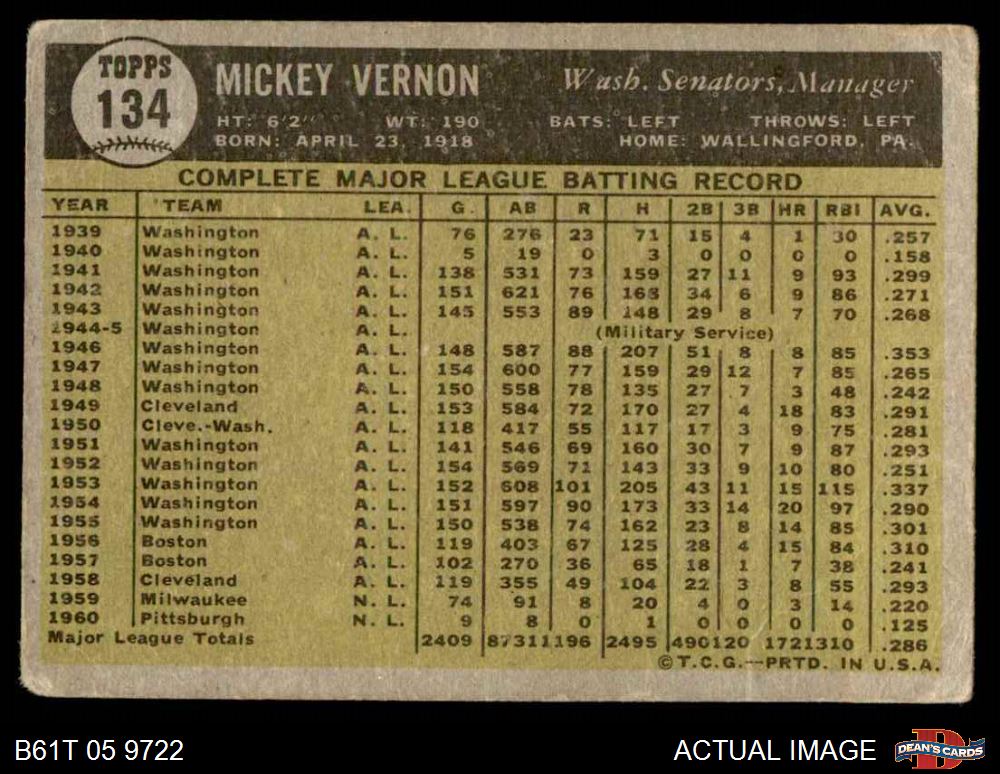 TOPPS
134
MICKEY VERNON Wash. Senators, Manager
HT: 6'2" WT: 190 BATS: LEFT THROWS: LEFT
BORN: APRIL 23, 1918 HOME: WALLINGFORD, PA.
COMPLETE MAJOR LEAGUE BATTING RECORD
YEAR TEAM LEA. G. AB R H 2B 3B HR RBI AVG.
1939 Washington A. L. 76 276 23 71 15 4 1 30 .257
1940 Washington A. L. 5 19 0 3 0 0 0 0 .158
1941 Washington A. L. 138 531 73 159 27 11 9 93 .299
1942 Washington A. L. 151 621 76 168 34 6 9 86 .271
1943 Washington A. L. 145 553 89 148 29 8 7 70 .268
1944-5 Washington A. L. (Military Service)
1946 Washington A. L. 148 587 88 207 51 8 8 85 .353
1947 Washington A. L. 154 600 77 159 29 12 7 85 .265
1948 Washington A. L. 150 558 78 135 27 7 3 48 .242
1949 Cleveland A. L. 153 584 72 170 27 4 18 83 .291
1950 Cleve.-Wash. A. L. 118 417 55 117 17 3 9 75 .281
1951 Washington A. L. 141 546 69 160 30 7 9 87 .293
1952 Washington A. L. 154 569 71 143 33 9 10 80 .251
1953 Washington A. L. 152 608 101 205 43 11 15 115 .337
1954 Washington A. L. 151 597 90 173 33 14 20 97 .290
1955 Washington A. L. 150 538 74 162 23 8 14 85 .301
1956 Boston A. L. 119 403 67 125 28 4 15 84 .310
1957 Boston A. L. 102 270 36 65 18 1 7 38 .241
1958 Cleveland A. L. 119 355 49 104 22 3 8 55 .293
1959 Milwaukee N. L. 74 91 8 20 4 0 3 14 .220
1960 Pittsburgh N. L. 9 8 0 1 0 0 0 0 .125
Major League Totals 2409 8731 1196 2495 490 120 172 1310 .286
©T.C.G.—PRTD. IN U.S.A.
B61T 05 9722 ACTUAL IMAGE DEAN'S CARDS